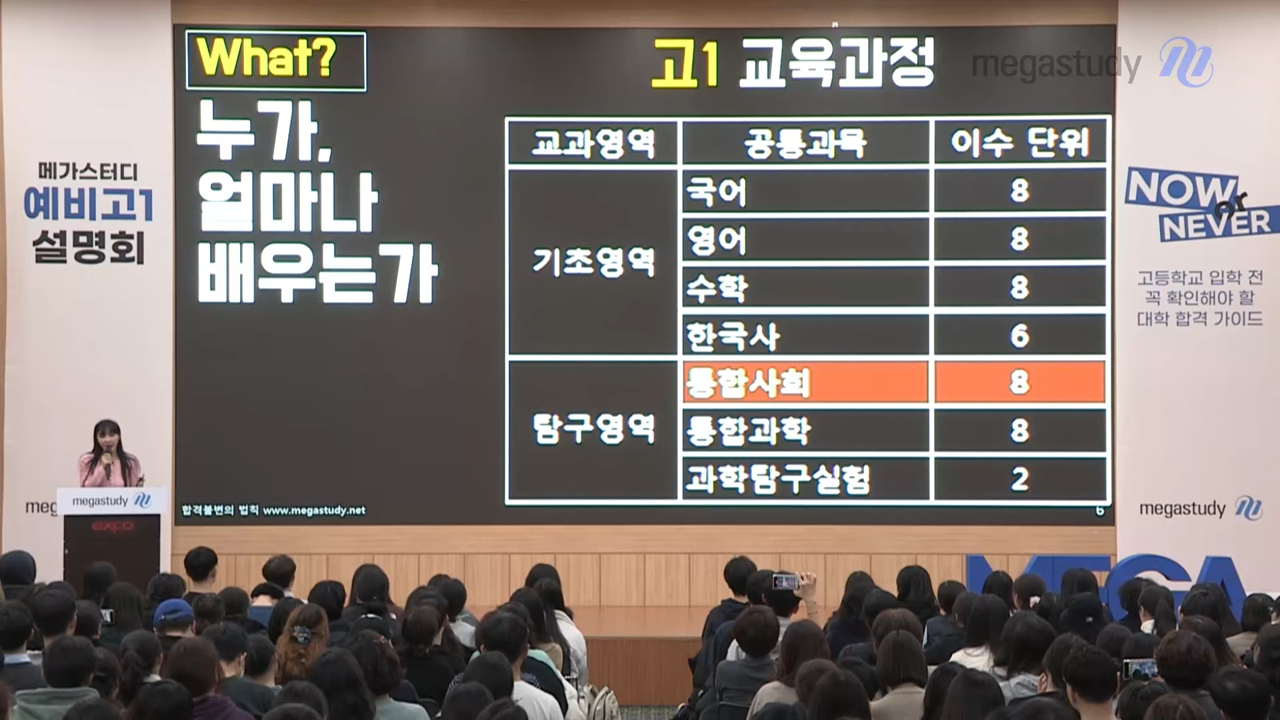 What?
누가,
얼마나
배우는가
고1 교육과정
교과영역 공통과목 이수 단위
기초영역
국어 8
영어 8
수학 8
한국사 6
탐구영역
통합사회 8
통합과학 8
과학탐구실험 2
합격불변의 법칙 www.megastudy.net
6
megastudy
메가스터디
예비고1
설명회
meg
megastudy
expo
NOW
or
NEVER
고등학교 입학 전
꼭 확인해야 할
대학 합격 가이드
megastudy
MEGA